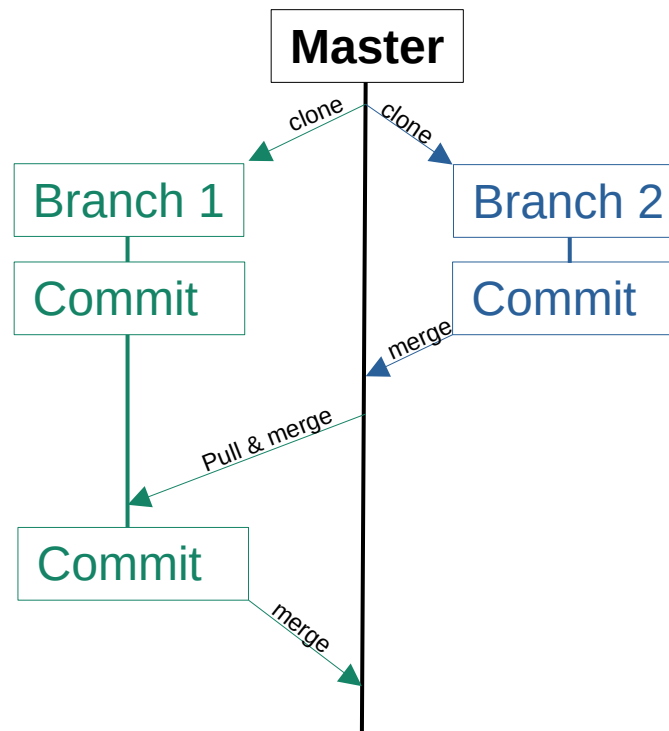 Master
clone
clone
Branch 1
Branch 2
Commit
Commit
merge
Pull & merge
Commit
merge